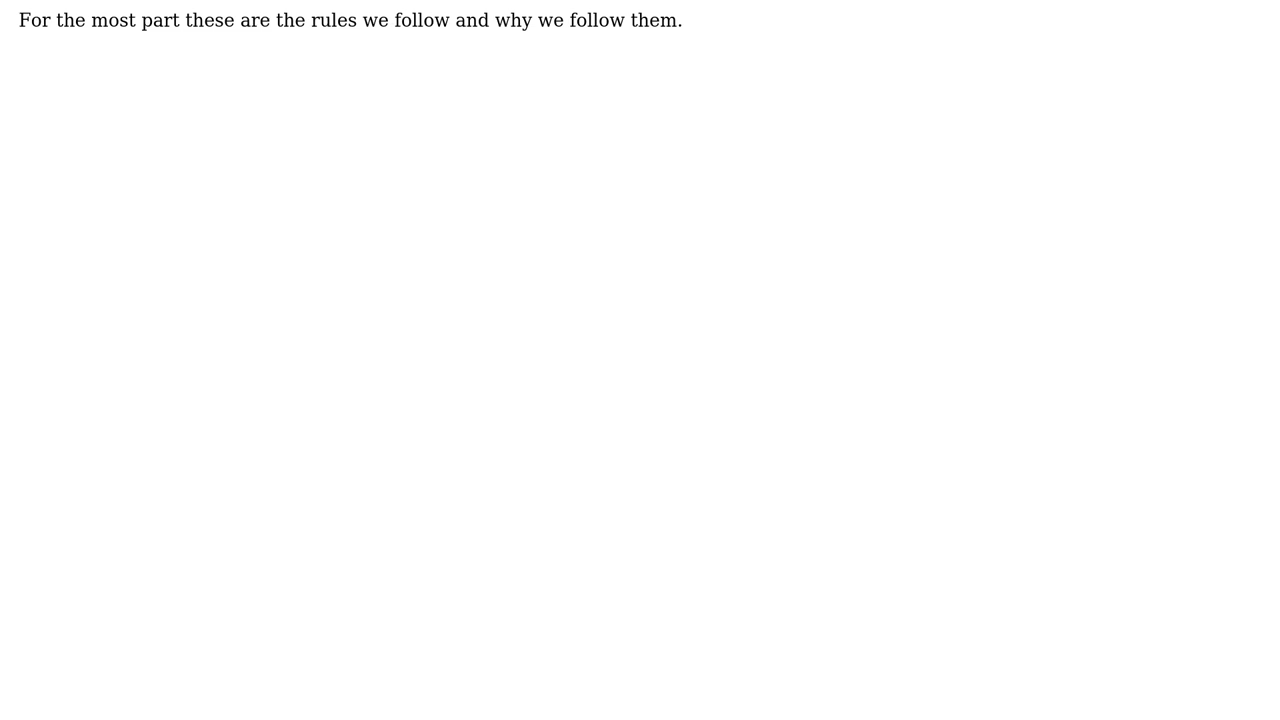 For the most part these are the rules we follow and why we follow them.